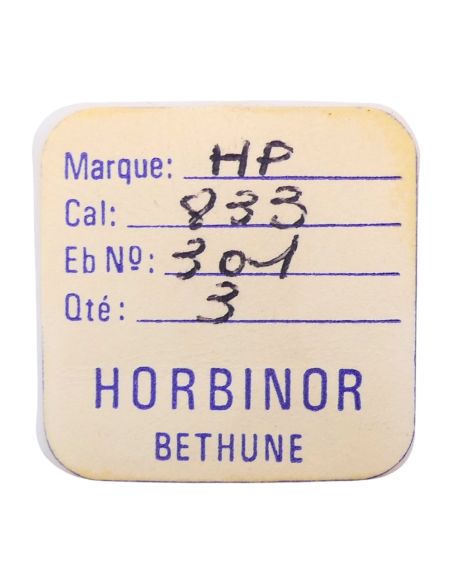 Marque: HP
Cal: 833
Eb Nº: 301
Qté: 3
HORBINOR
BETHUNE